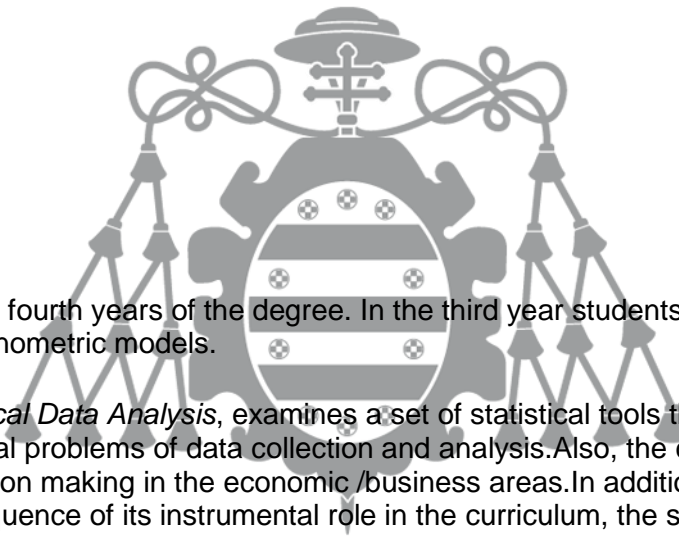 fourth years of the degree. In the third year students
nometric models.
cal Data Analysis, examines a set of statistical tools t
al problems of data collection and analysis.Also, the
on making in the economic /business areas.In additio
uence of its instrumental role in the curriculum, the s